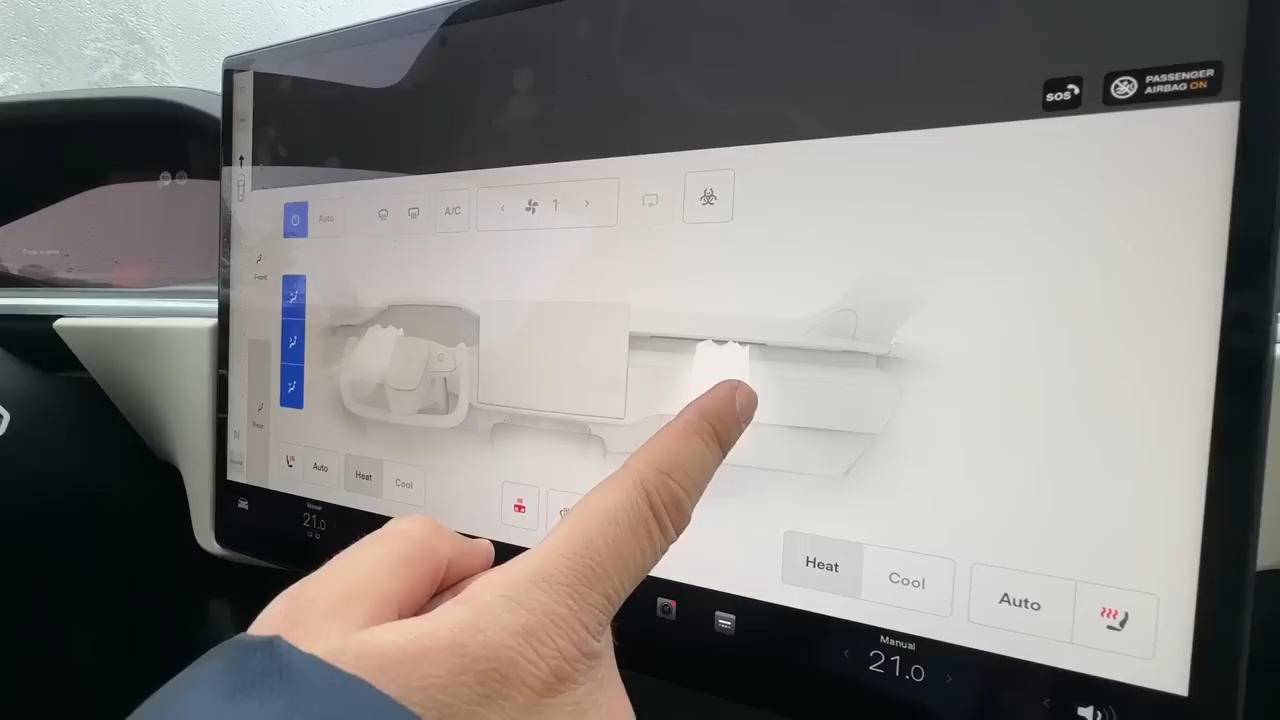 SOS
PASSENGER
AIRBAG ON
Auto
A/C
1
Front
Rear
N
Auto
Heat
Cool
Manual
21.0
Heat
Cool
Auto
Manual
21.0